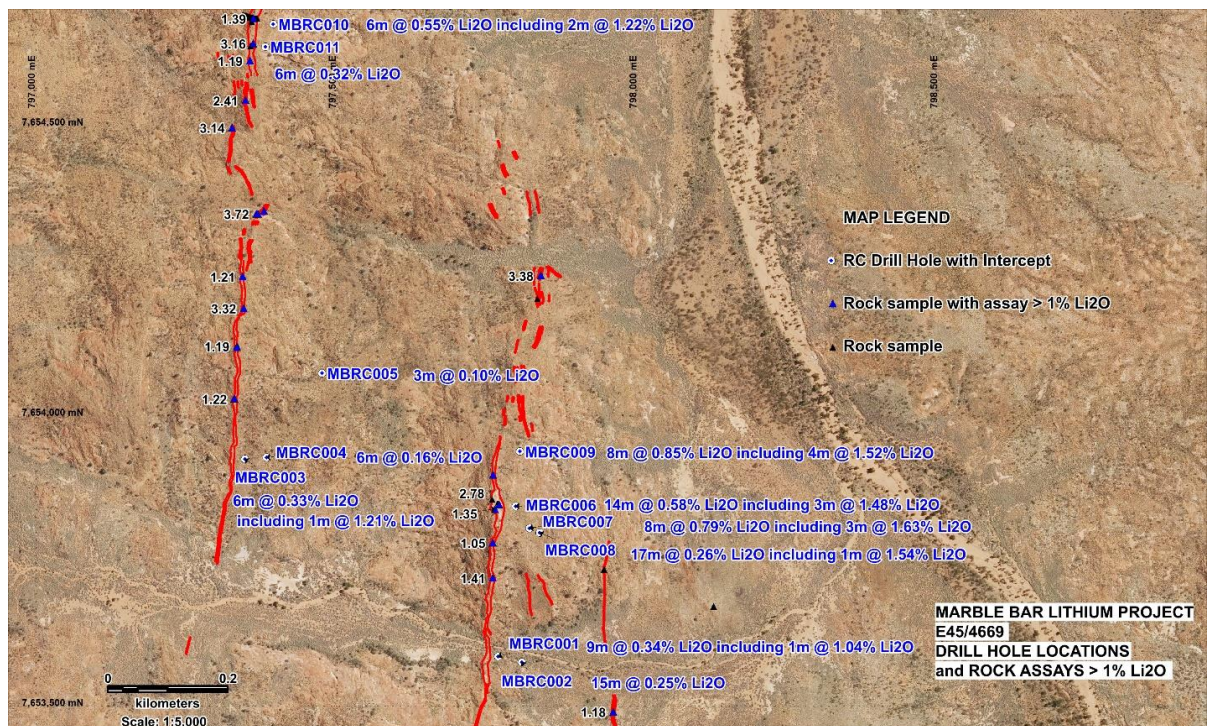 1.39
MBRC010 6m @ 0.55% Li2O including 2m @ 1.22% Li2O
3.16
MBRC011
1.19
6m @ 0.32% Li2O
797,000 mE
797,500 mE
798,000 mE
798,500 mE
2.41
7,654,500 mN
3.14
3.72
MAP LEGEND
RC Drill Hole with Intercept
1.21
3.38
Rock sample with assay > 1% Li2O
3.32
1.19
Rock sample
MBRC005 3m @ 0.10% Li2O
1.22
7,654,000 mN
MBRC004 6m @ 0.16% Li2O
MBRC009 8m @ 0.85% Li2O including 4m @ 1.52% Li2O
MBRC003
6m @ 0.33% Li2O
including 1m @ 1.21% Li2O
2.78
MBRC006 14m @ 0.58% Li2O including 3m @ 1.48% Li2O
1.35
MBRC007 8m @ 0.79% Li2O including 3m @ 1.63% Li2O
1.05
MBRC008 17m @ 0.26% Li2O including 1m @ 1.54% Li2O
1.41
MARBLE BAR LITHIUM PROJECT
E45/4669
DRILL HOLE LOCATIONS
and ROCK ASSAYS > 1% Li2O
MBRC001 9m @ 0.34% Li2O including 1m @ 1.04% Li2O
MBRC002 15m @ 0.25% Li2O
0 0.2
kilometers
Scale: 1:5,000
7,653,500 mN
1.18